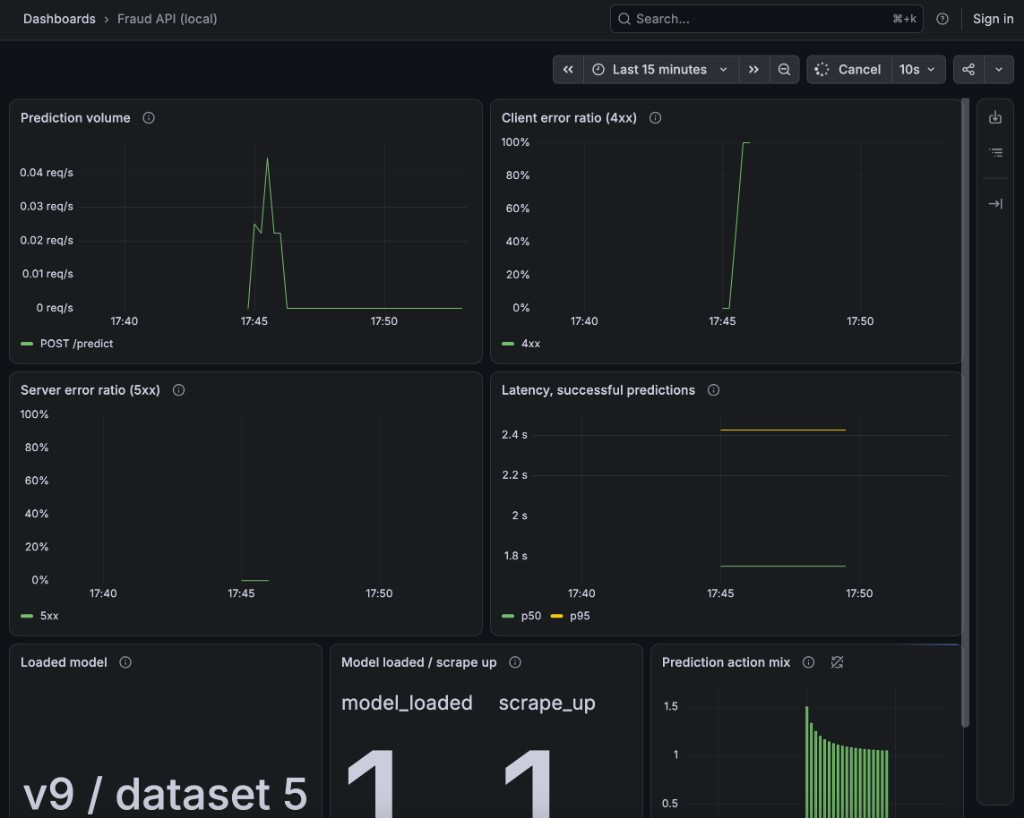 Dashboards › Fraud API (local)
Search... ⌘+k
Sign in
Last 15 minutes
Cancel
10s
Prediction volume
0.04 req/s
0.03 req/s
0.02 req/s
0.01 req/s
0 req/s
17:40 17:45 17:50
POST /predict
Client error ratio (4xx)
100%
80%
60%
40%
20%
0%
17:40 17:45 17:50
4xx
Server error ratio (5xx)
100%
80%
60%
40%
20%
0%
17:40 17:45 17:50
5xx
Latency, successful predictions
2.4 s
2.2 s
2 s
1.8 s
17:40 17:45 17:50
p50 p95
Loaded model
v9 / dataset 5
Model loaded / scrape up
model_loaded scrape_up
1 1
Prediction action mix
1.5
1
0.5